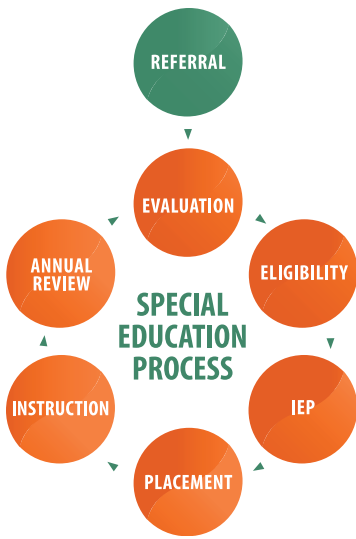 REFERRAL
EVALUATION
ELIGIBILITY
IEP
PLACEMENT
INSTRUCTION
ANNUAL
REVIEW
SPECIAL
EDUCATION
PROCESS